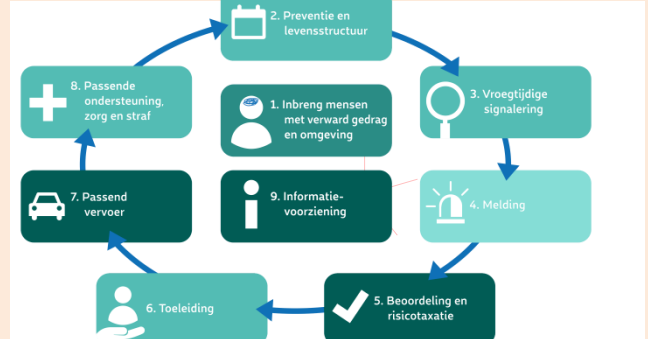 2. Preventie en
levensstructuur
8. Passende
ondersteuning,
zorg en straf
1. Inbreng mensen
met verward gedrag
en omgeving
3. Vroegtijdige
signalering
7. Passend
vervoer
9. Informatie-
voorziening
4. Melding
6. Toeleiding
5. Beoordeling en
risicotaxatie